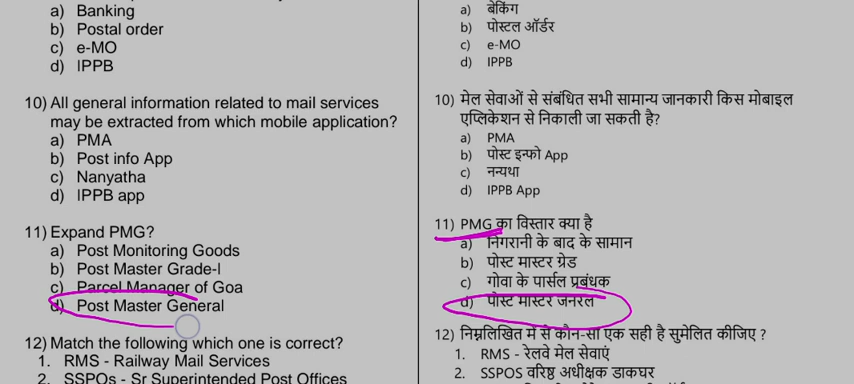 a) Banking
b) Postal order
c) e-MO
d) IPPB
10) All general information related to mail services
may be extracted from which mobile application?
a) PMA
b) Post info App
c) Nanyatha
d) IPPB app
11) Expand PMG?
a) Post Monitoring Goods
b) Post Master Grade-I
c) Parcel Manager of Goa
d) Post Master General
12) Match the following which one is correct?
1. RMS - Railway Mail Services
2. SSPOs - Sr Superintended Post Offices
a) बेकिंग
b) पोस्टल ऑर्डर
c) e-MO
d) IPPB
10) मेल सेवाओं से संबंधित सभी सामान्य जानकारी किस मोबाइल
एप्लिकेशन से निकाली जा सकती है?
a) PMA
b) पोस्ट इन्फो App
c) नन्यथा
d) IPPB App
11) PMG का विस्तार क्या है
a) निगरानी के बाद के सामान
b) पोस्ट मास्टर ग्रेड
c) गोवा के पार्सल प्रबंधक
d) पोस्ट मास्टर जनरल
12) निम्नलिखित में से कौन-सा एक सही है सुमेलित कीजिए ?
1. RMS - रेलवे मेल सेवाएं
2. SSPOS वरिष्ठ अधीक्षक डाकघर